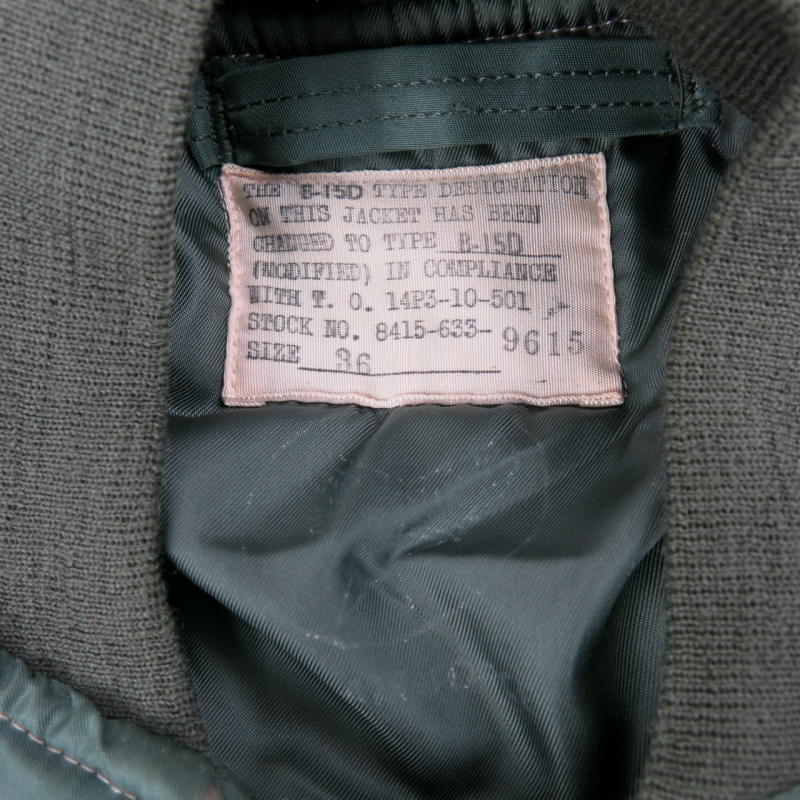 THE B-15D TYPE DESIGNATION
ON THIS JACKET HAS BEEN
CHANGED TO TYPE B-15D
(MODIFIED) IN COMPLIANCE
WITH T. O. 14P3-10-501
STOCK NO. 8415-633-9615
SIZE 36